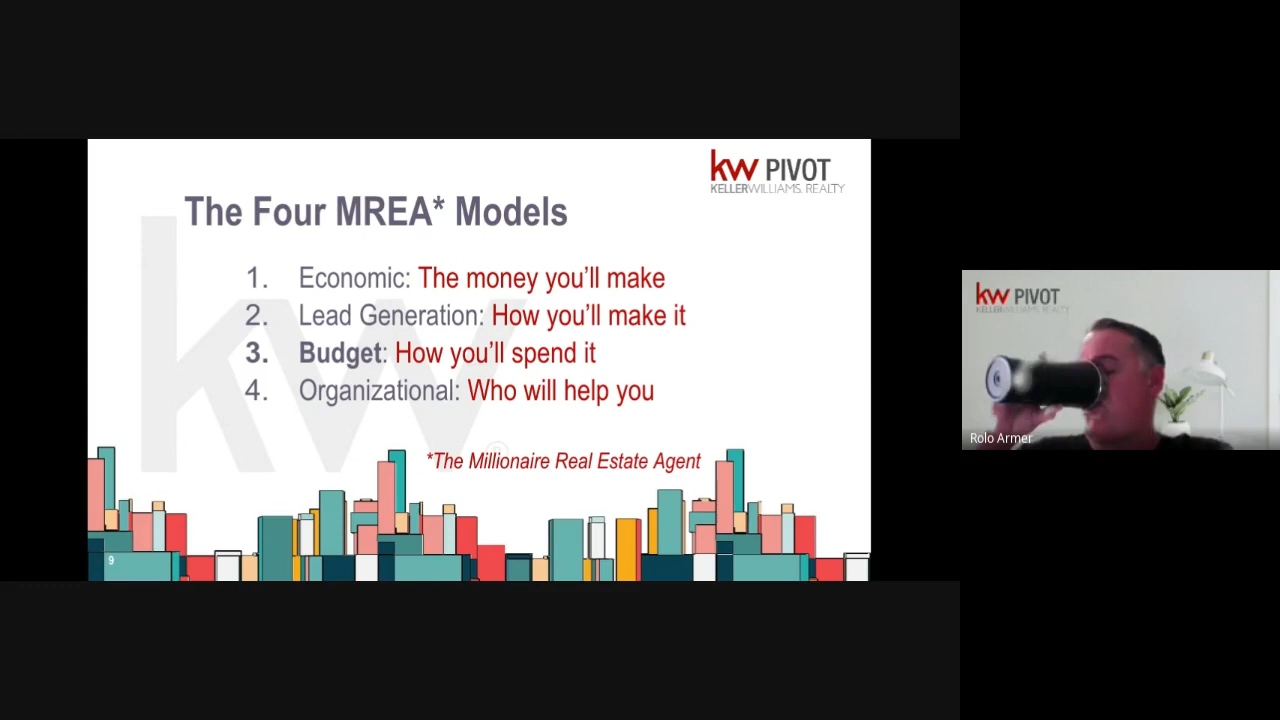 kw PIVOT
KELLERWILLIAMS. REALTY
The Four MREA* Models
1. Economic: The money you'll make
2. Lead Generation: How you'll make it
3. Budget: How you'll spend it
4. Organizational: Who will help you
*The Millionaire Real Estate Agent
9
kw
kw PIVOT
KELLERWILLIAMS. REALTY
Rolo Armer